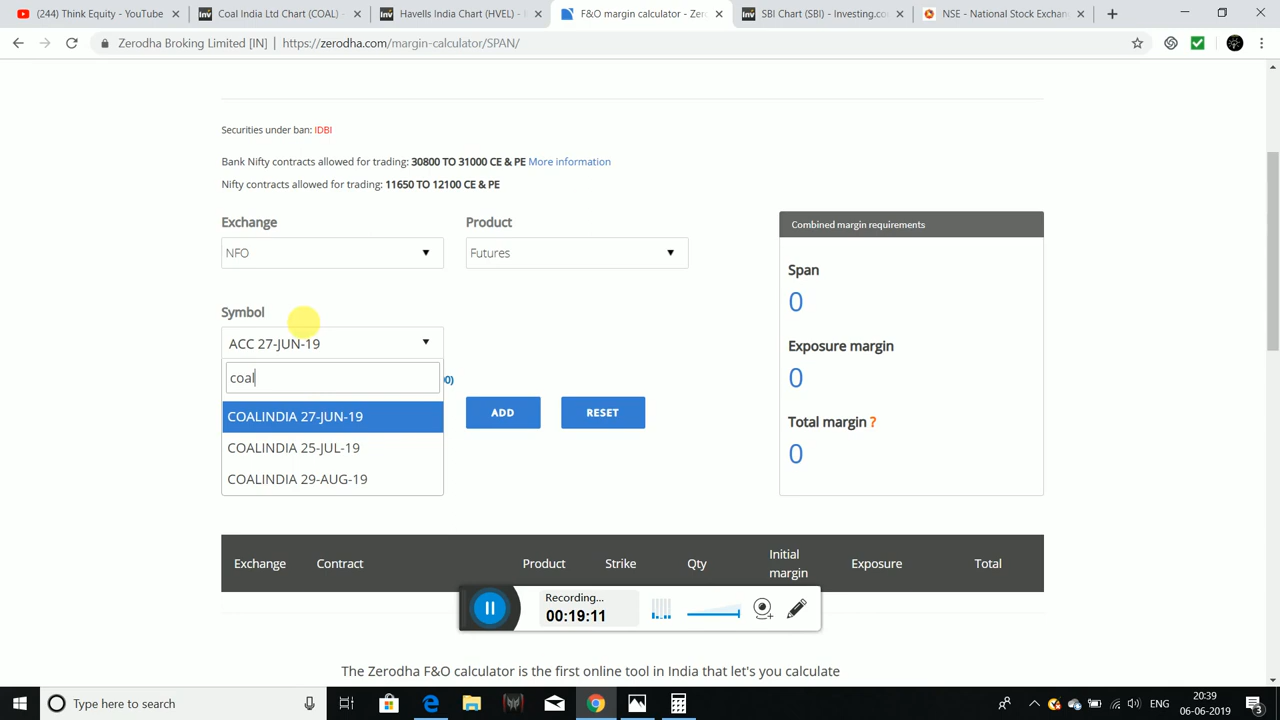 (244) Think Equity - YouTube
Coal India Ltd Chart (COAL) -
Havells India Chart (HVEL) - In
F&O margin calculator - Zero
SBI Chart (SBI) - Investing.co
NSE - National Stock Exchan
Zerodha Broking Limited [IN] | https://zerodha.com/margin-calculator/SPAN/
Securities under ban: IDBI
Bank Nifty contracts allowed for trading: 30800 TO 31000 CE & PE More information
Nifty contracts allowed for trading: 11650 TO 12100 CE & PE
Exchange
Product
NFO
Futures
Symbol
ACC 27-JUN-19
coal
COALINDIA 27-JUN-19
COALINDIA 25-JUL-19
COALINDIA 29-AUG-19
ADD
RESET
Combined margin requirements
Span
0
Exposure margin
0
Total margin ?
0
Exchange Contract Product Strike Qty Initial margin Exposure Total
Recording...
00:19:11
The Zerodha F&O calculator is the first online tool in India that let's you calculate
Type here to search
ENG
20:39
06-06-2019
3